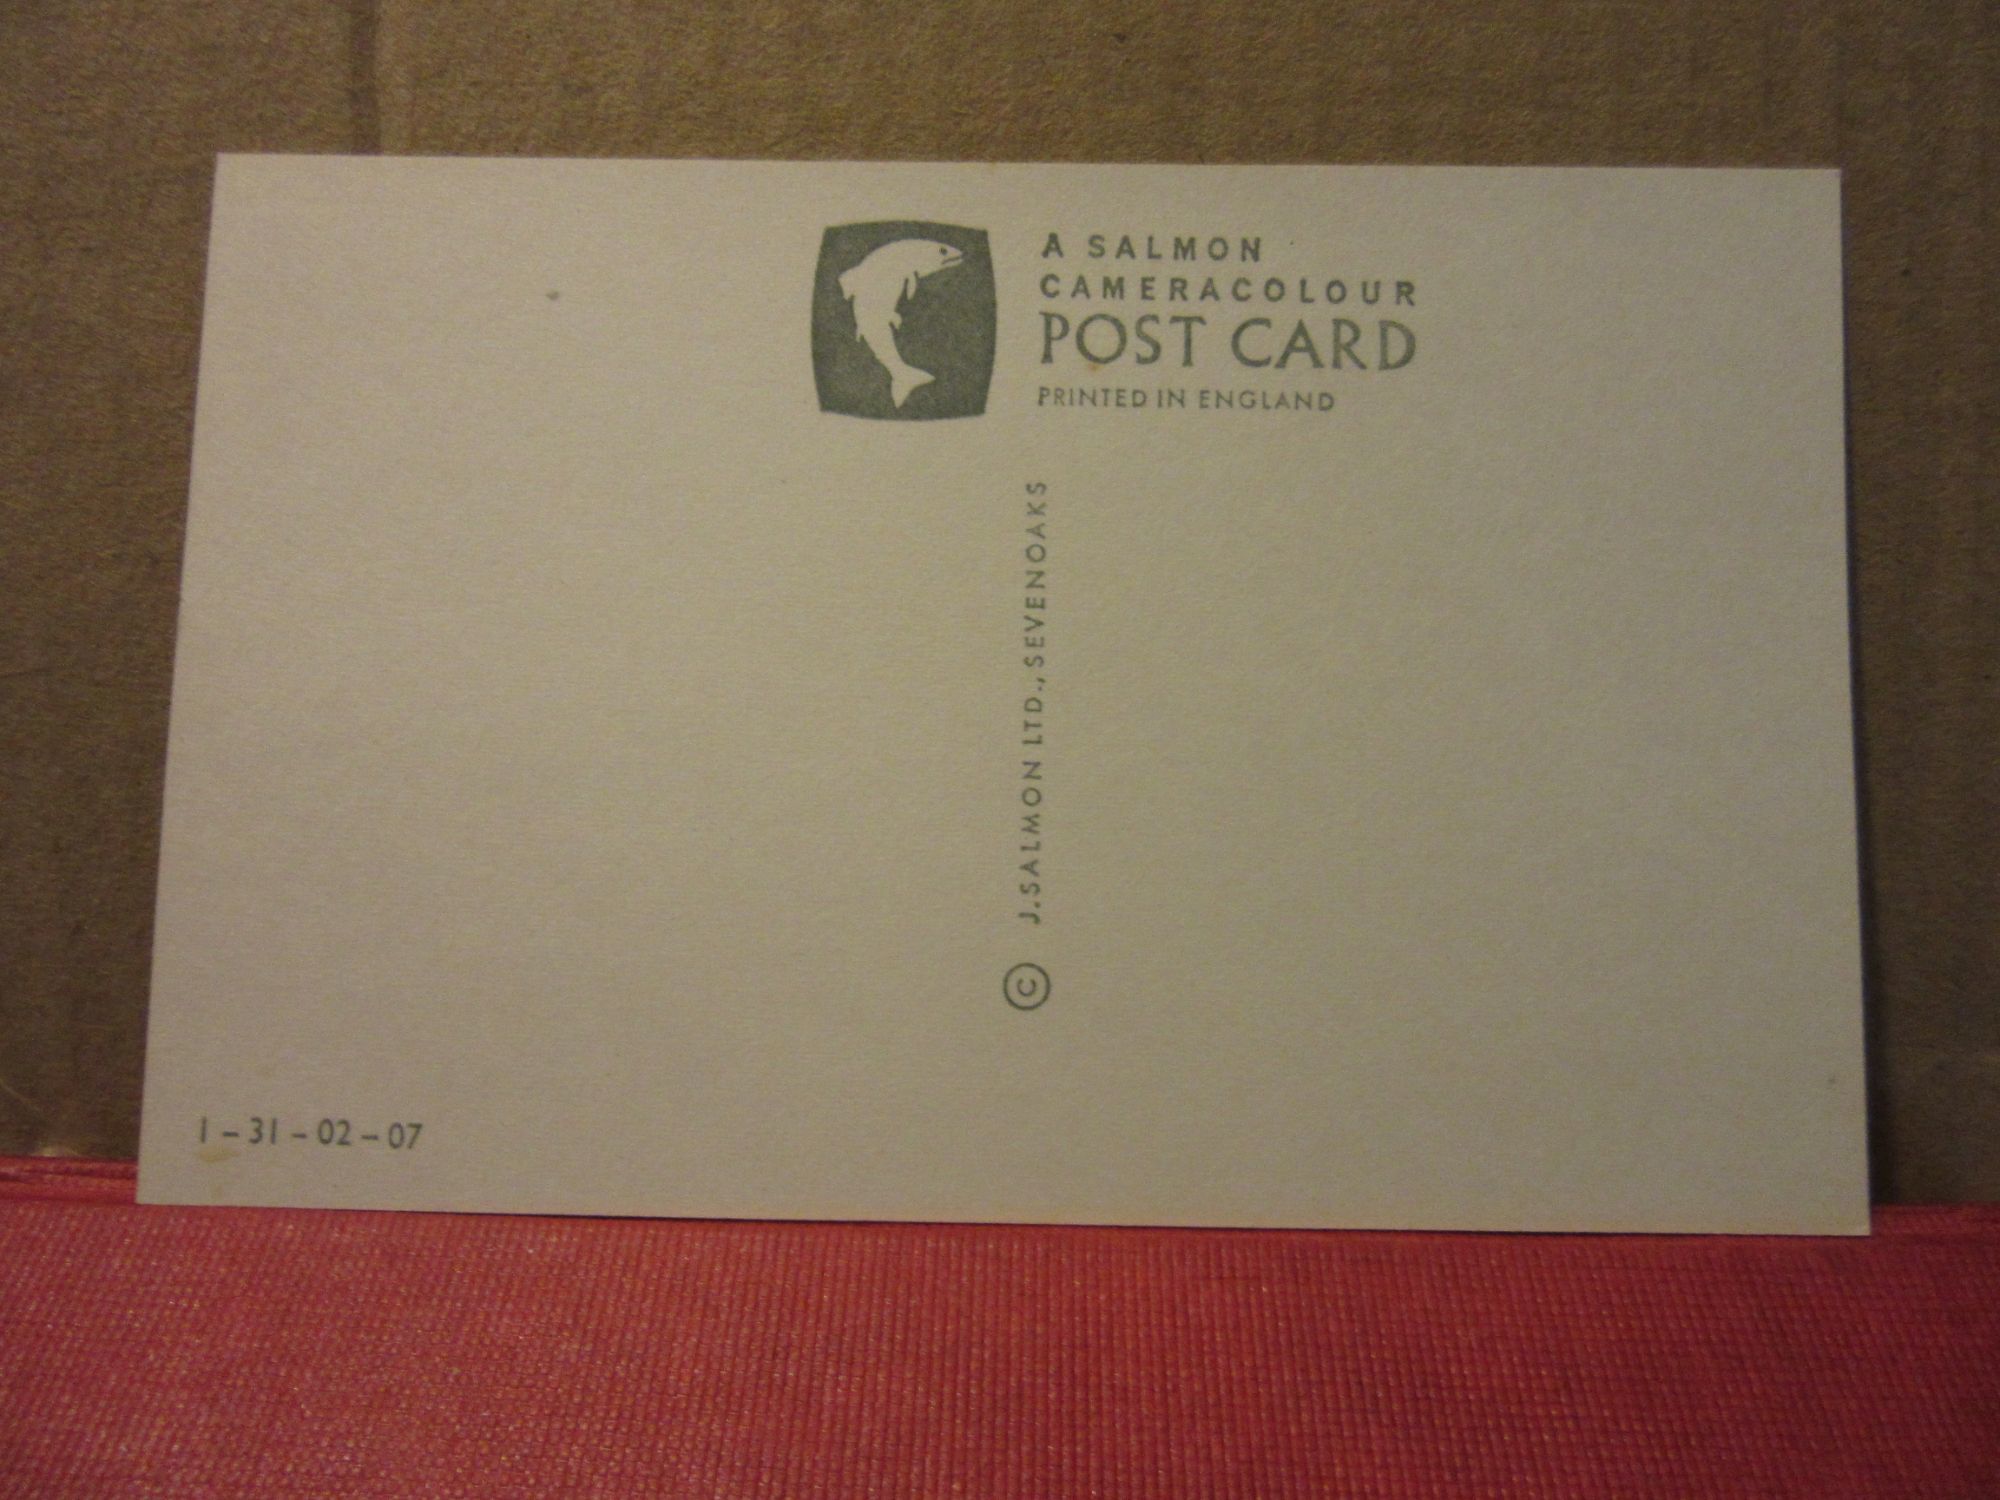 A SALMON
CAMERACOLOUR
POST CARD
PRINTED IN ENGLAND
© J. SALMON LTD., SEVENOAKS
1-31-02-07